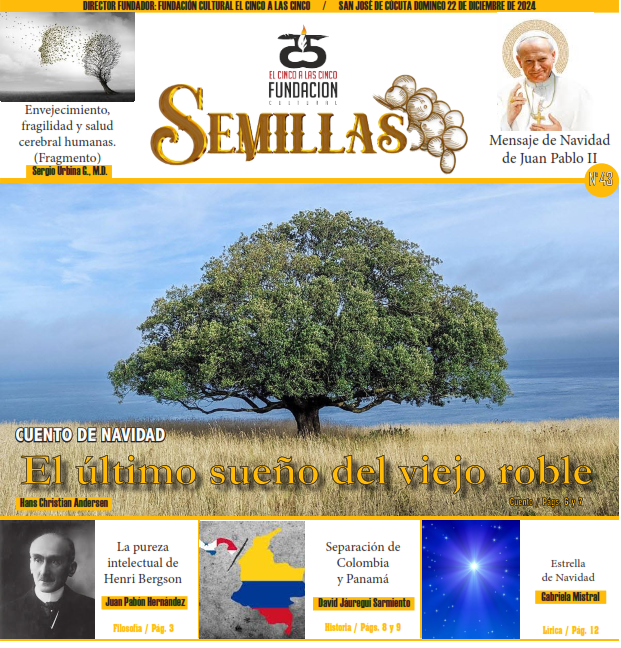 DIRECTOR FUNDADOR: FUNDACIÓN CULTURAL EL CINCO A LAS CINCO / SAN JOSÉ DE CÚCUTA DOMINGO 22 DE DICIEMBRE DE 2024
EL CINCO A LAS CINCO
FUNDACION
CULTURAL
SEMILLAS
Envejecimiento,
fragilidad y salud
cerebral humanas.
(Fragmento)
Sergio Urbina C., M.D.
Mensaje de Navidad
de Juan Pablo II
N° 43
CUENTO DE NAVIDAD
El último sueño del viejo roble
Hans Christian Andersen
Cuento / Págs. 6 y 7
La pureza
intelectual de
Henri Bergson
Juan Pabón Hernández
Filosofía / Pág. 3
Separación de
Colombia
y Panamá
David Jáuregui Sarmiento
Historia / Págs. 8 y 9
Estrella
de Navidad
Gabriela Mistral
Lírica / Pág. 12